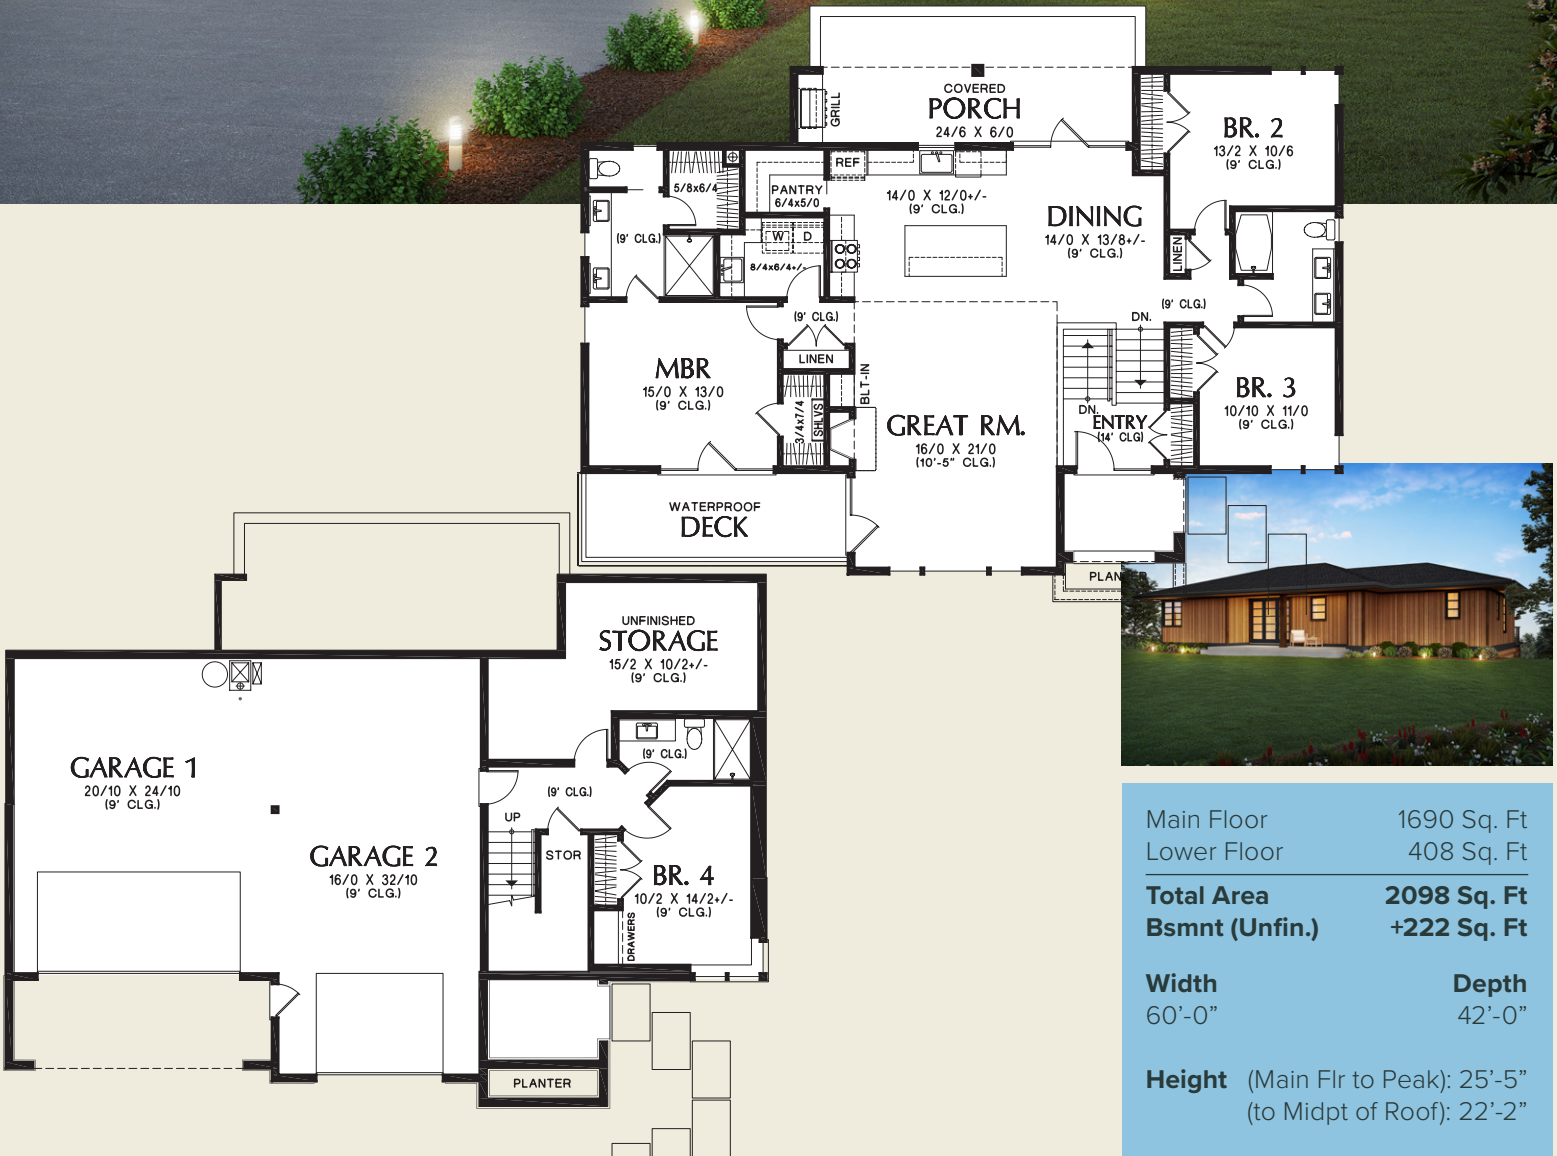 COVERED
PORCH
24/6 X 6/0
GRILL
BR. 2
13/2 X 10/6
(9' CLG.)
REF
5/8x6/4
PANTRY
6/4x5/0
14/0 X 12/0+/-
(9' CLG.)
DINING
14/0 X 13/8+/-
(9' CLG.)
(9' CLG.)
W D
8/4x6/4+/-
LINEN
(9' CLG.)
(9' CLG.)
DN.
LINEN
MBR
15/0 X 13/0
(9' CLG.)
BLT-IN
3/4x7/4
SHLVS
GREAT RM.
16/0 X 21/0
(10'-5" CLG.)
DN.
ENTRY
(14' CLG)
BR. 3
10/10 X 11/0
(9' CLG.)
WATERPROOF
DECK
PLAN
UNFINISHED
STORAGE
15/2 X 10/2+/-
(9' CLG.)
(9' CLG.)
GARAGE 1
20/10 X 24/10
(9' CLG.)
(9' CLG.)
UP
STOR
GARAGE 2
16/0 X 32/10
(9' CLG.)
BR. 4
10/2 X 14/2+/-
(9' CLG.)
DRAWERS
PLANTER
Main Floor 1690 Sq. Ft
Lower Floor 408 Sq. Ft
Total Area 2098 Sq. Ft
Bsmnt (Unfin.) +222 Sq. Ft
Width Depth
60'-0" 42'-0"
Height (Main Flr to Peak): 25'-5"
(to Midpt of Roof): 22'-2"